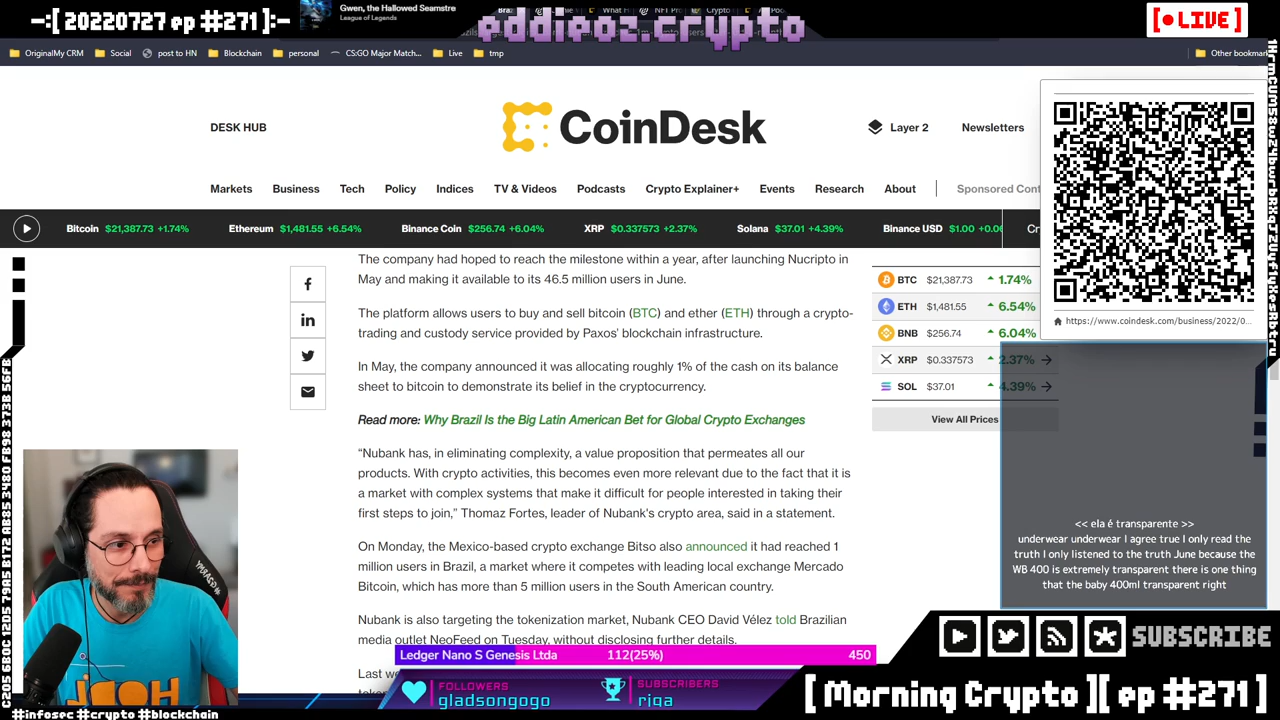 -:[ 20220727 ep #271 ]:-
Gwen, the Hallowed Seamstre
League of Legends
eddieoz.crypto
[ • LIVE ]
OriginalMy CRM
Social
post to HN
Blockchain
personal
CS:GO Major Match...
Live
tmp
Other bookmar
DESK HUB
CoinDesk
Layer 2
Newsletters
Markets
Business
Tech
Policy
Indices
TV & Videos
Podcasts
Crypto Explainer+
Events
Research
About
Sponsored Cont
Bitcoin $21,387.73 +1.74%
Ethereum $1,481.55 +6.54%
Binance Coin $256.74 +6.04%
XRP $0.337573 +2.37%
Solana $37.01 +4.39%
Binance USD $1.00 +0.06
Cr
The company had hoped to reach the milestone within a year, after launching Nucripto in
May and making it available to its 46.5 million users in June.
The platform allows users to buy and sell bitcoin (BTC) and ether (ETH) through a crypto-
trading and custody service provided by Paxos' blockchain infrastructure.
In May, the company announced it was allocating roughly 1% of the cash on its balance
sheet to bitcoin to demonstrate its belief in the cryptocurrency.
Read more: Why Brazil Is the Big Latin American Bet for Global Crypto Exchanges
“Nubank has, in eliminating complexity, a value proposition that permeates all our
products. With crypto activities, this becomes even more relevant due to the fact that it is
a market with complex systems that make it difficult for people interested in taking their
first steps to join,” Thomaz Fortes, leader of Nubank's crypto area, said in a statement.
On Monday, the Mexico-based crypto exchange Bitso also announced it had reached 1
million users in Brazil, a market where it competes with leading local exchange Mercado
Bitcoin, which has more than 5 million users in the South American country.
Nubank is also targeting the tokenization market, Nubank CEO David Vélez told Brazilian
media outlet NeoFeed on Tuesday, without disclosing further details.
Last we
BTC $21,387.73 1.74%
ETH $1,481.55 6.54%
BNB $256.74 6.04%
XRP $0.337573 2.37%
SOL $37.01 4.39%
View All Prices
https://www.coindesk.com/business/2022/0...
<< ela é transparente >>
underwear underwear I agree true I only read the
truth I only listened to the truth June because the
WB 400 is extremely transparent there is one thing
that the baby 400ml transparent right
Ledger Nano S Genesis Ltda 112(25%) 450
FOLLOWERS
gladsongogo
SUBSCRIBERS
riga
SUBSCRIBE
[ Morning Crypto ][ ep #271 ]
#infosec #crypto #blockchain